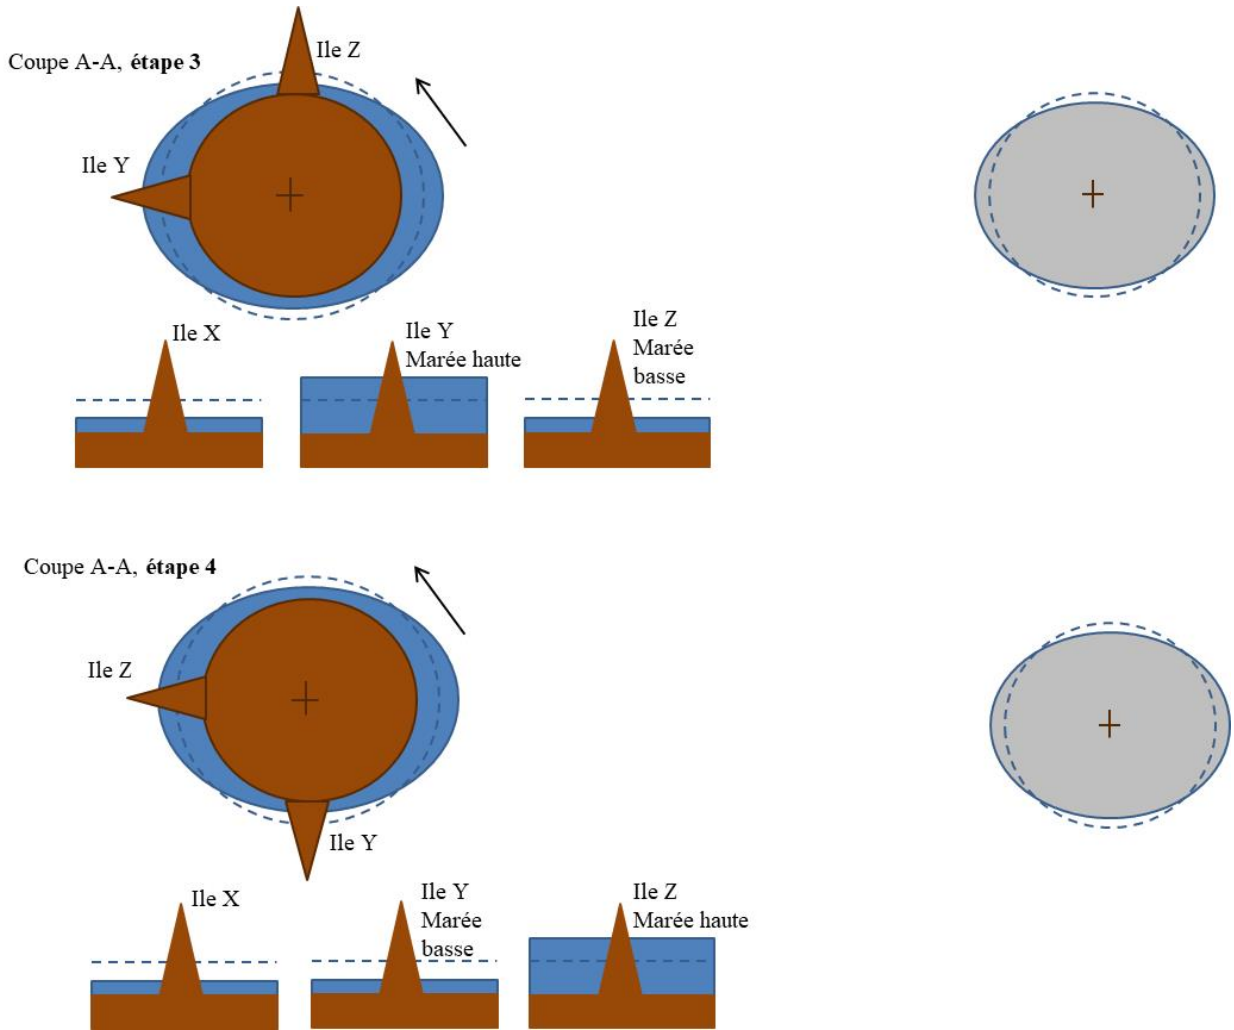 Coupe A-A, étape 3
Ile Z
Ile Y
Ile X
Ile Y
Marée haute
Ile Z
Marée
basse
Coupe A-A, étape 4
Ile Z
Ile Y
Ile X
Ile Y
Marée
basse
Ile Z
Marée haute